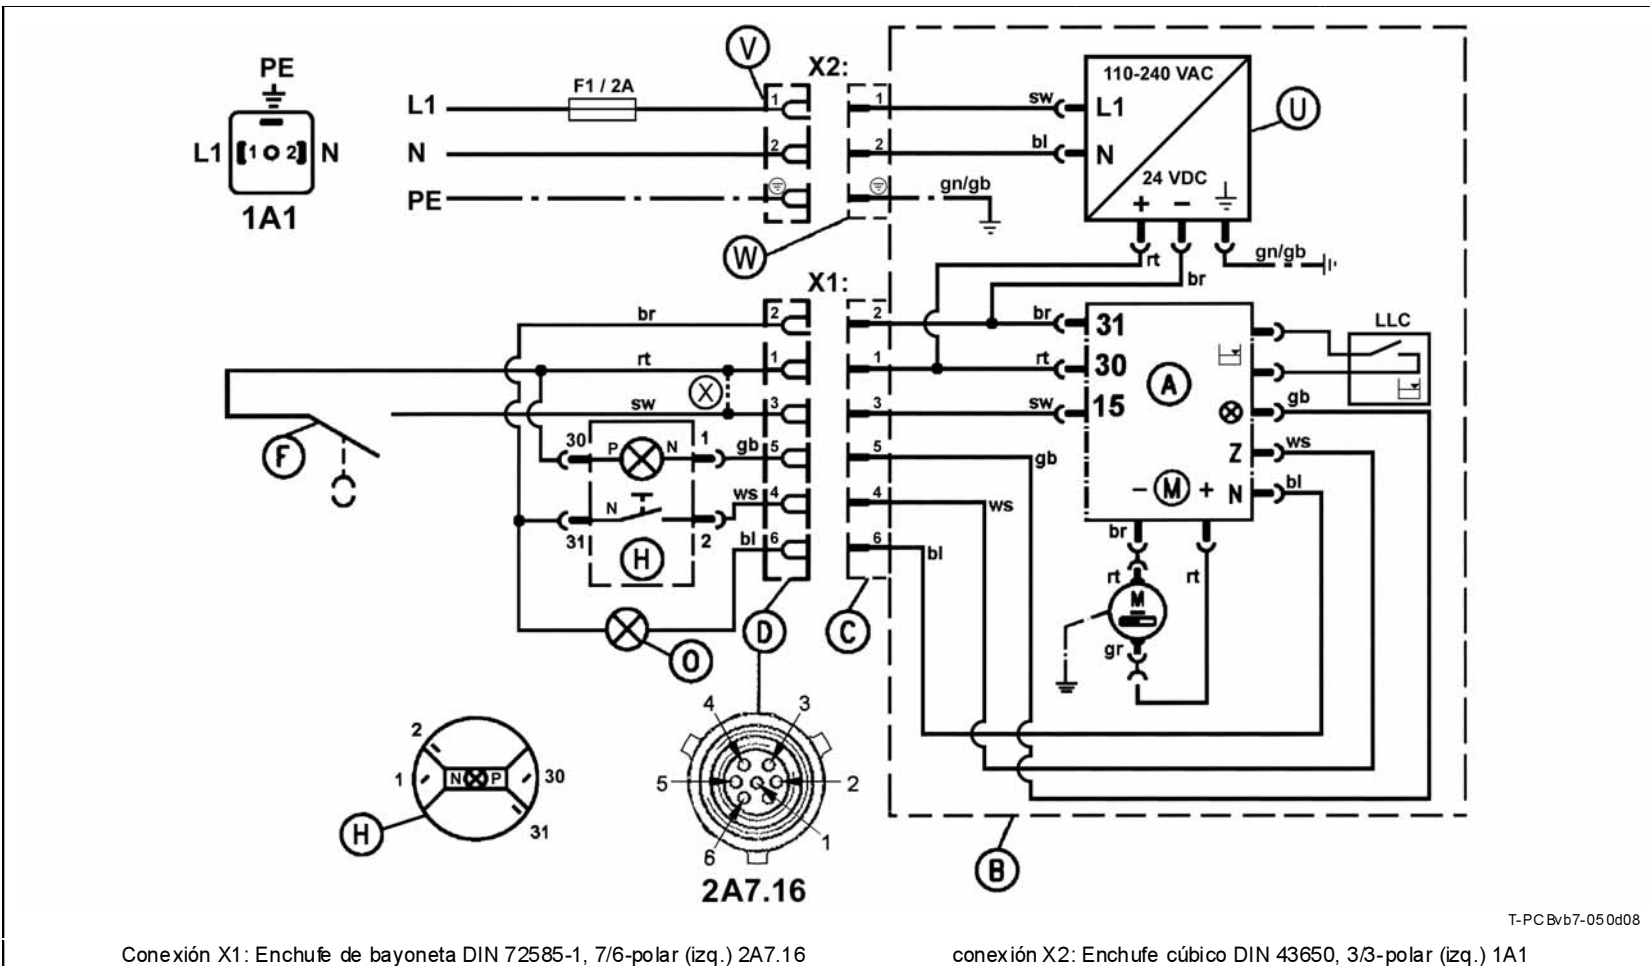 PE
L1 1 2 N
1A1
L1 F1 / 2A
N
PE
V
X2:
1 1 sw L1
2 2 bl N
gn/gb
W
110-240 VAC
24 VDC
+ −
U
rt br gn/gb
X1:
br 2 2 br 31
rt 1 1 rt 30
X
sw 3 3 sw 15
A
LLC
F
30 P N 1 gb 5 5 gb
N ws 4 4 ws
31 H 2 bl 6 6 bl
gb
Z ws
− M + N bl
br
rt rt
M
gr
O
D
C
2
1 N P 30
31
H
4 3
5 2
6 1
2A7.16
B
T-PCBvb7-050d08
Conexión X1: Enchufe de bayoneta DIN 72585-1, 7/6-polar (izq.) 2A7.16
conexión X2: Enchufe cúbico DIN 43650, 3/3-polar (izq.) 1A1